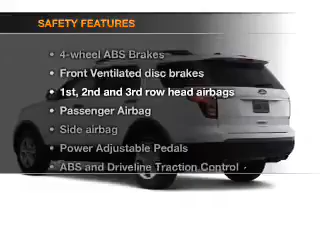 SAFETY FEATURES
• 4-wheel ABS Brakes
• Front Ventilated disc brakes
• 1st, 2nd and 3rd row head airbags
• Passenger Airbag
• Side airbag
• Power Adjustable Pedals
• ABS and Driveline Traction Control